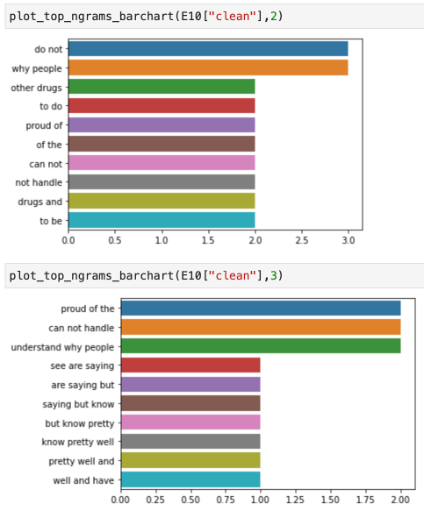 plot_top_ngrams_barchart(E10["clean"],2)
do not
why people
other drugs
to do
proud of
of the
can not
not handle
drugs and
to be
0.0 0.5 1.0 1.5 2.0 2.5 3.0
plot_top_ngrams_barchart(E10["clean"],3)
proud of the
can not handle
understand why people
see are saying
are saying but
saying but know
but know pretty
know pretty well
pretty well and
well and have
0.00 0.25 0.50 0.75 1.00 1.25 1.50 1.75 2.00